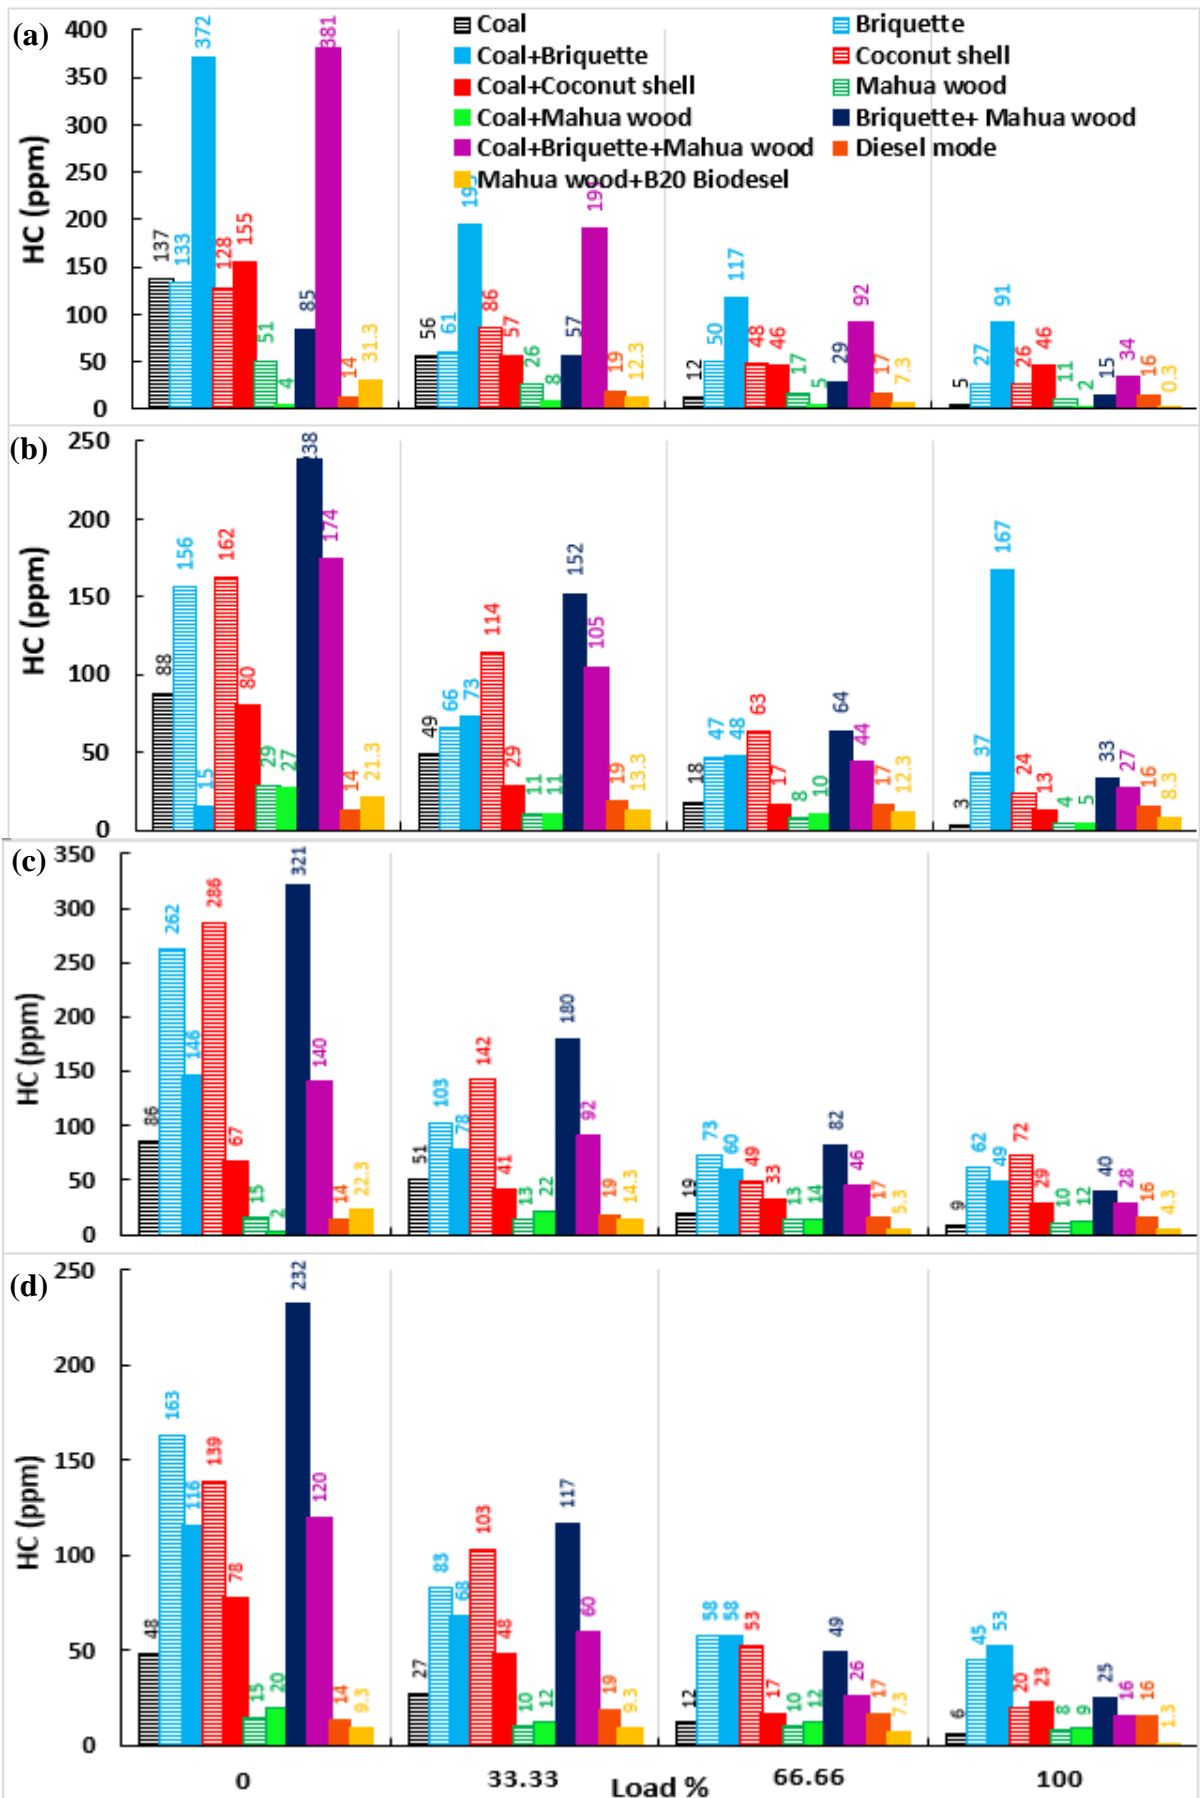 (a)
HC (ppm)
400
350
300
250
200
150
100
50
0
Coal
Briquette
Coal+Briquette
Coconut shell
Coal+Coconut shell
Mahua wood
Coal+Mahua wood
Briquette+ Mahua wood
Coal+Briquette+Mahua wood
Diesel mode
Mahua wood+B20 Biodesel
137 133 372 128 155 51 4 85 381 14 31.3
56 61 195 86 57 26 8 57 191 19 12.3
12 50 117 48 46 17 5 29 92 17 7.3
5 27 91 26 46 11 2 15 34 16 0.3
(b)
HC (ppm)
250
200
150
100
50
0
88 156 15 162 80 29 27 238 174 14 21.3
49 66 73 114 29 11 11 152 105 19 13.3
18 47 48 63 17 8 10 64 44 17 12.3
3 37 167 24 13 4 5 33 27 16 8.3
(c)
HC (ppm)
350
300
250
200
150
100
50
0
86 262 146 286 67 15 2 321 140 14 22.3
51 103 78 142 41 13 22 180 92 19 14.3
19 73 60 49 33 13 14 82 46 17 5.3
9 62 49 72 29 10 12 40 28 16 4.3
(d)
HC (ppm)
250
200
150
100
50
0
48 163 116 139 78 15 20 232 120 14 9.3
27 83 68 103 48 10 12 117 60 19 9.3
12 58 58 53 17 10 12 49 26 17 7.3
6 45 53 20 23 8 9 25 16 16 1.3
0 33.33 66.66 100
Load %